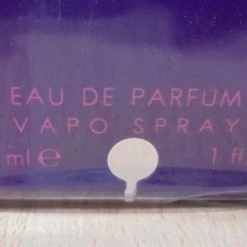 EAU DE PARFUM
VAPO SPRAY
ml ℮ 1 fl